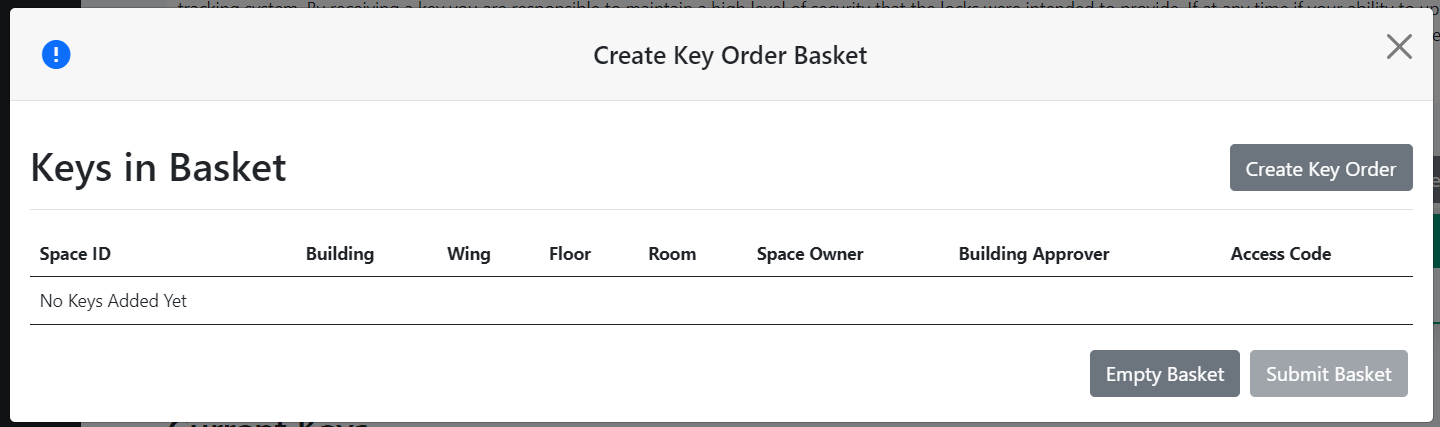 tracking system. By receiving a key you are responsible to maintain a high level of security that the locks were intended to provide. If at any time if your ability to up
Create Key Order Basket
Keys in Basket
Create Key Order
Space ID Building Wing Floor Room Space Owner Building Approver Access Code
No Keys Added Yet
Empty Basket Submit Basket
Current Keys